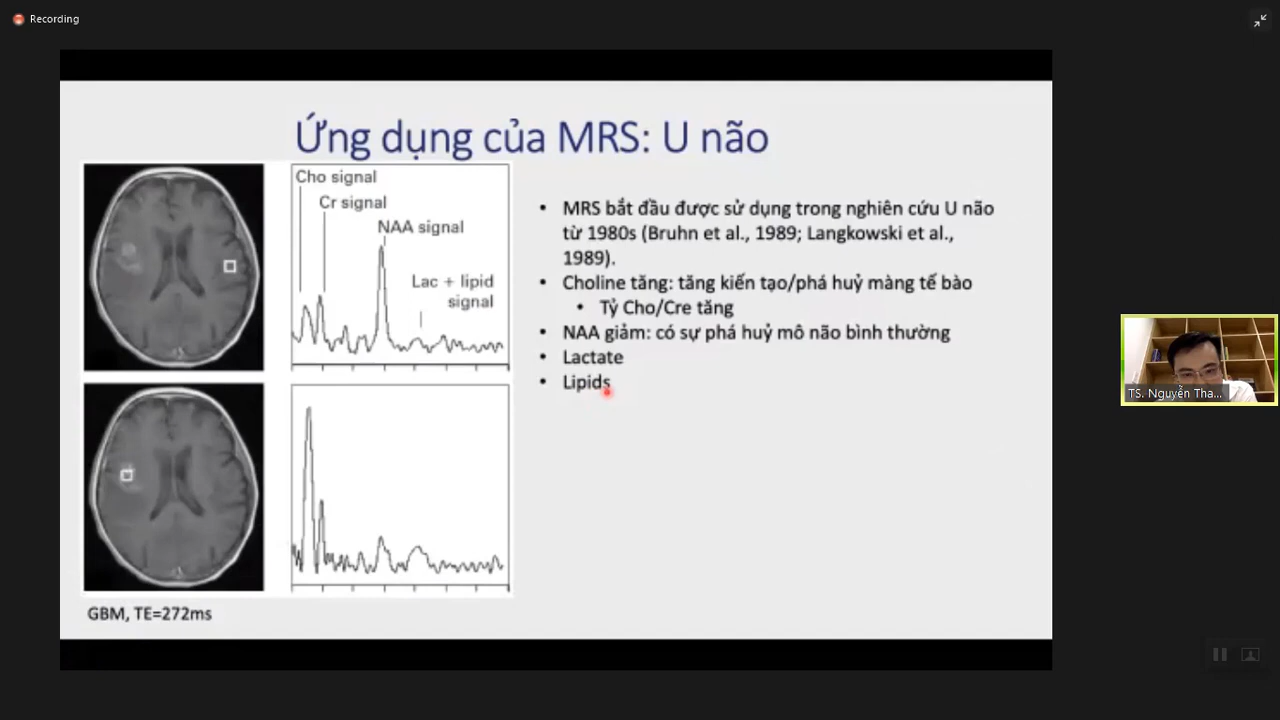 Recording
Ứng dụng của MRS: U não
Cho signal
Cr signal
NAA signal
Lac + lipid
signal
• MRS bắt đầu được sử dụng trong nghiên cứu U não
từ 1980s (Bruhn et al., 1989; Langkowski et al.,
1989).
• Choline tăng: tăng kiến tạo/phá huỷ màng tế bào
• Tỷ Cho/Cre tăng
• NAA giảm: có sự phá huỷ mô não bình thường
• Lactate
• Lipids
GBM, TE=272ms
TS. Nguyễn Tha...